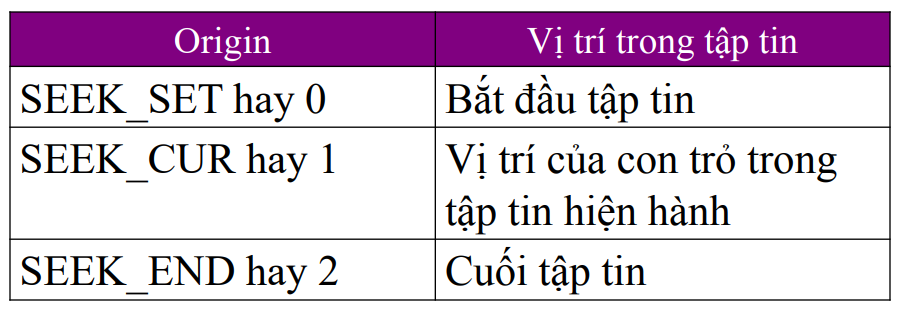 Origin
Vị trí trong tập tin
SEEK_SET hay 0
Bắt đầu tập tin
SEEK_CUR hay 1
Vị trí của con trỏ trong
tập tin hiện hành
SEEK_END hay 2
Cuối tập tin